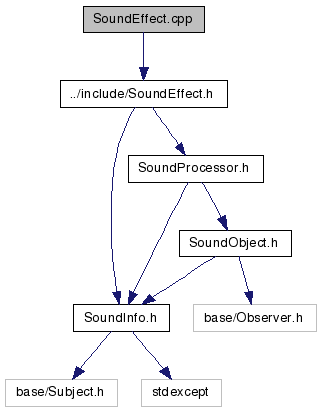 SoundEffect.cpp
../include/SoundEffect.h
SoundProcessor.h
SoundObject.h
SoundInfo.h
base/Observer.h
base/Subject.h
stdexcept